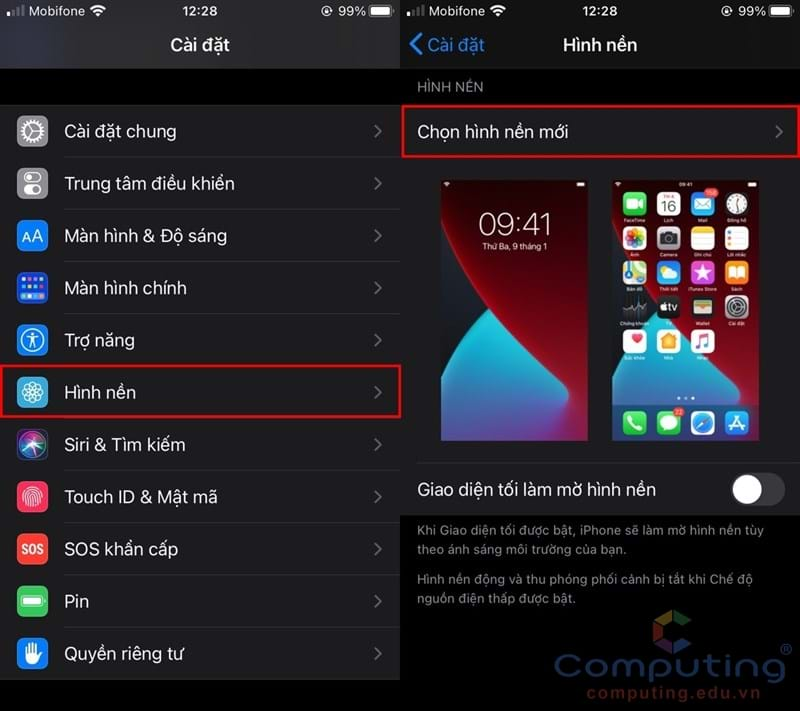 Mobifone 12:28 99%
Cài đặt
Cài đặt chung
Trung tâm điều khiển
AA Màn hình & Độ sáng
Màn hình chính
Trợ năng
Hình nền
Siri & Tìm kiếm
Touch ID & Mật mã
SOS SOS khẩn cấp
Pin
Quyền riêng tư
Mobifone 12:28 99%
Cài đặt Hình nền
HÌNH NỀN
Chọn hình nền mới
09:41
Thứ Ba, 9 tháng 1
09:41
16
FaceTime Lịch Mail Đồng hồ
Ảnh Camera Ghi chú Lời nhắc
Bản đồ Thời tiết iTunes Store Sách
tv
Chứng khoán TV Wallet Cài đặt
Sức khỏe Nhà Nhạc
22
Giao diện tối làm mờ hình nền
Khi Giao diện tối được bật, iPhone sẽ làm mờ hình nền tùy
theo ánh sáng môi trường của bạn.
Hình nền động và thu phóng phối cảnh bị tắt khi Chế độ
nguồn điện thấp được bật.
Computing®
computing.edu.vn